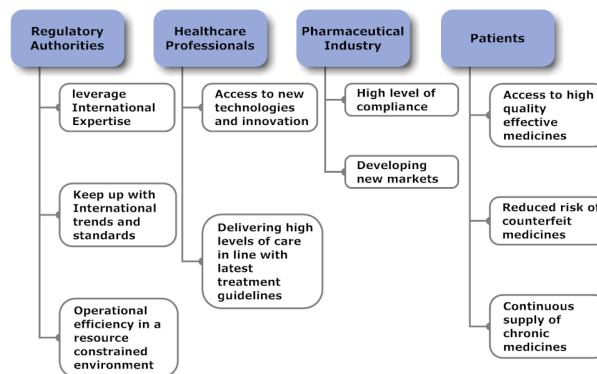 Regulatory
Authorities
leverage
International
Expertise
Keep up with
International
trends and
standards
Operational
efficiency in a
resource
constrained
environment
Healthcare
Professionals
Access to new
technologies
and innovation
Delivering high
levels of care
in line with
latest
treatment
guidelines
Pharmaceutical
Industry
High level of
compliance
Developing
new markets
Patients
Access to high
quality
effective
medicines
Reduced risk of
counterfeit
medicines
Continuous
supply of
chronic
medicines